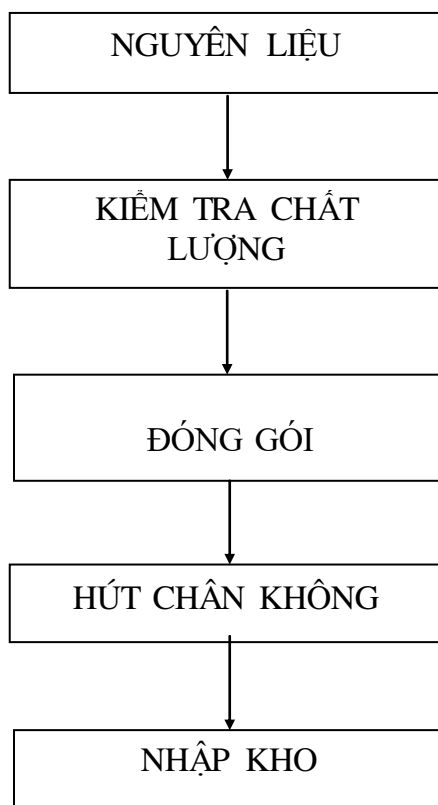 NGUYÊN LIỆU
KIỂM TRA CHẤT
LƯỢNG
ĐÓNG GÓI
HÚT CHÂN KHÔNG
NHẬP KHO